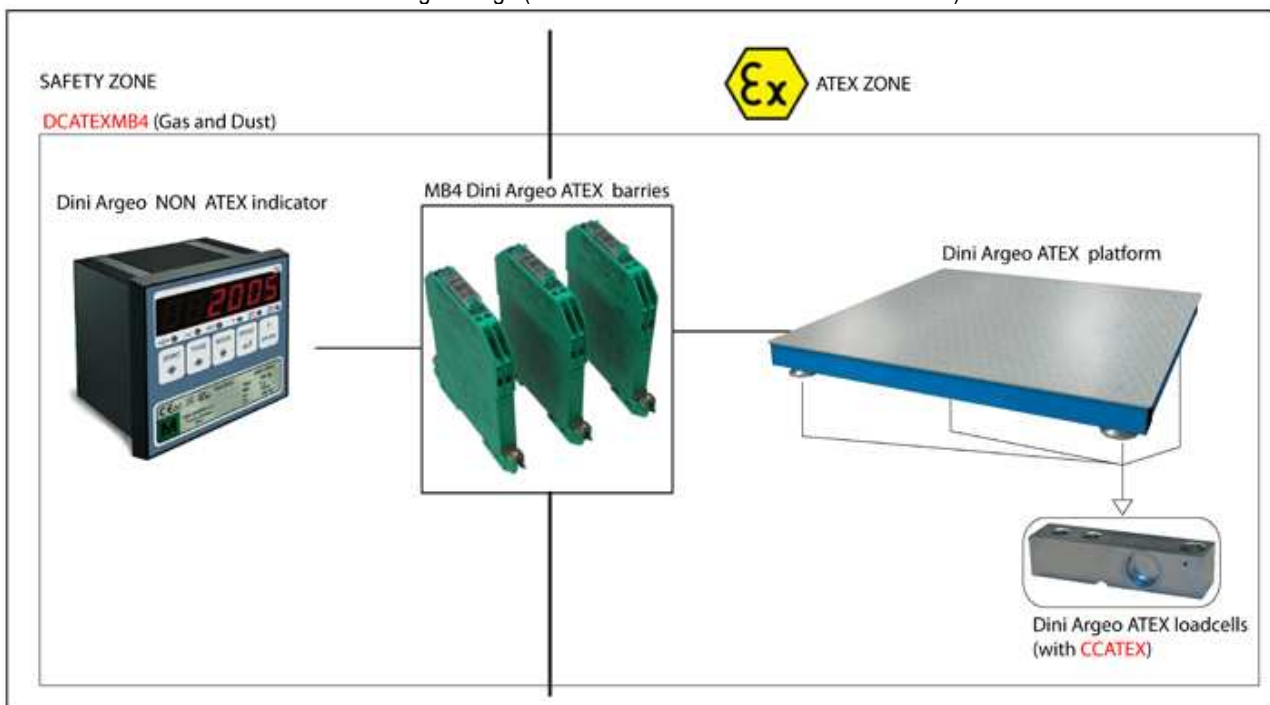 SAFETY ZONE
DCATEXMB4 (Gas and Dust)
Ex
ATEX ZONE
Dini Argeo NON ATEX indicator
MB4 Dini Argeo ATEX barries
Dini Argeo ATEX platform
2005
Dini Argeo ATEX loadcells
(with CCATEX)